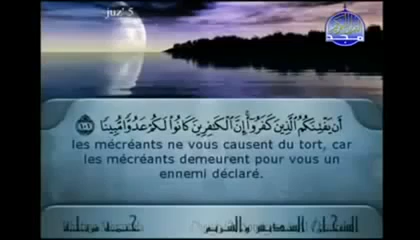 juz' 5
أَن يَفْتِنَكُمُ الَّذِينَ كَفَرُوا إِنَّ الْكَافِرِينَ كَانُوا لَكُمْ عَدُوًّا مُّبِينًا ﴿١٠١﴾
les mécréants ne vous causent du tort, car
les mécréants demeurent pour vous un
ennemi déclaré.